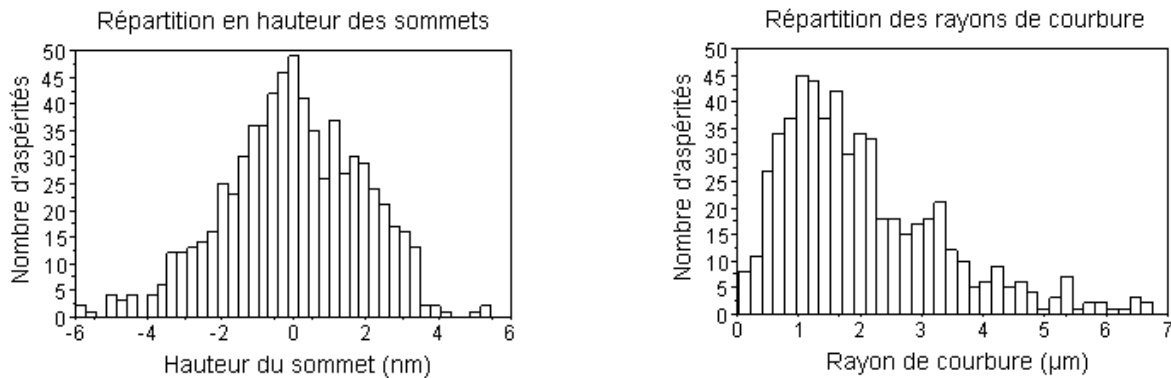 Répartition en hauteur des sommets
50
45
40
35
30
25
20
15
10
5
0
Nombre d'aspérités
-6 -4 -2 0 2 4 6
Hauteur du sommet (nm)
Répartition des rayons de courbure
50
45
40
35
30
25
20
15
10
5
0
Nombre d'aspérités
0 1 2 3 4 5 6 7
Rayon de courbure (µm)